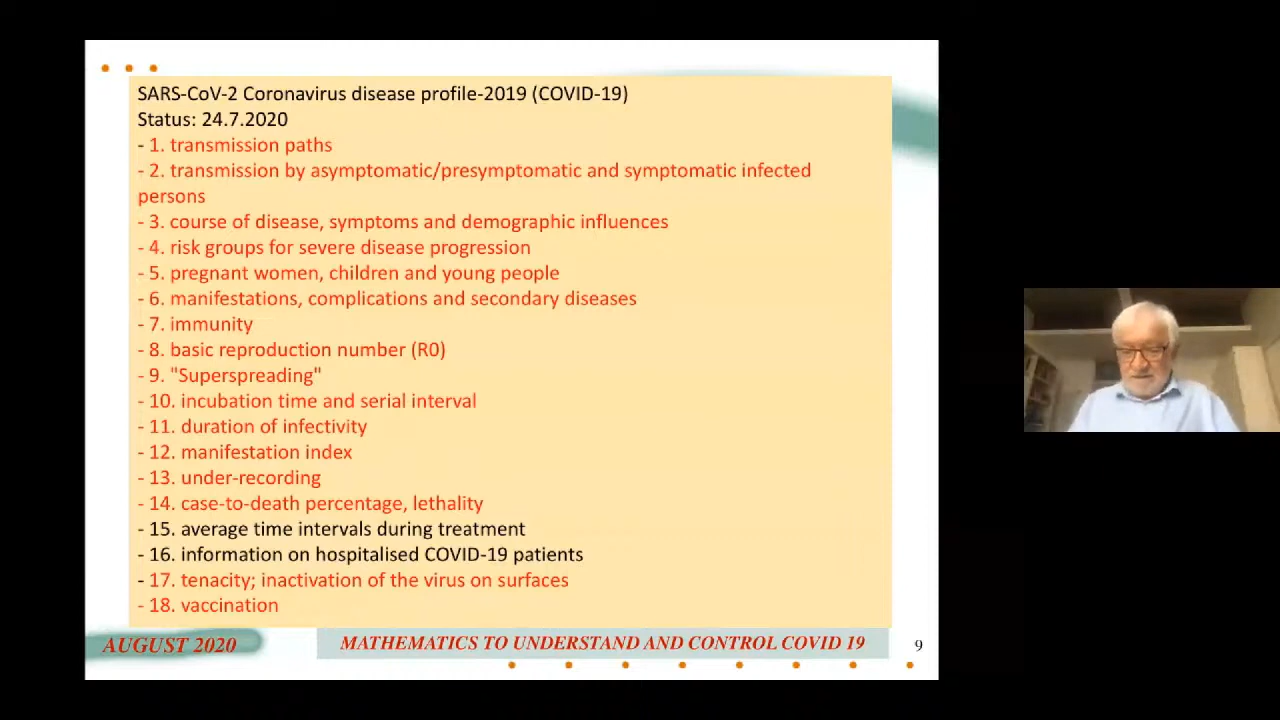 SARS-CoV-2 Coronavirus disease profile-2019 (COVID-19)
Status: 24.7.2020
- 1. transmission paths
- 2. transmission by asymptomatic/presymptomatic and symptomatic infected
persons
- 3. course of disease, symptoms and demographic influences
- 4. risk groups for severe disease progression
- 5. pregnant women, children and young people
- 6. manifestations, complications and secondary diseases
- 7. immunity
- 8. basic reproduction number (R0)
- 9. "Superspreading"
- 10. incubation time and serial interval
- 11. duration of infectivity
- 12. manifestation index
- 13. under-recording
- 14. case-to-death percentage, lethality
- 15. average time intervals during treatment
- 16. information on hospitalised COVID-19 patients
- 17. tenacity; inactivation of the virus on surfaces
- 18. vaccination
AUGUST 2020
MATHEMATICS TO UNDERSTAND AND CONTROL COVID 19
9